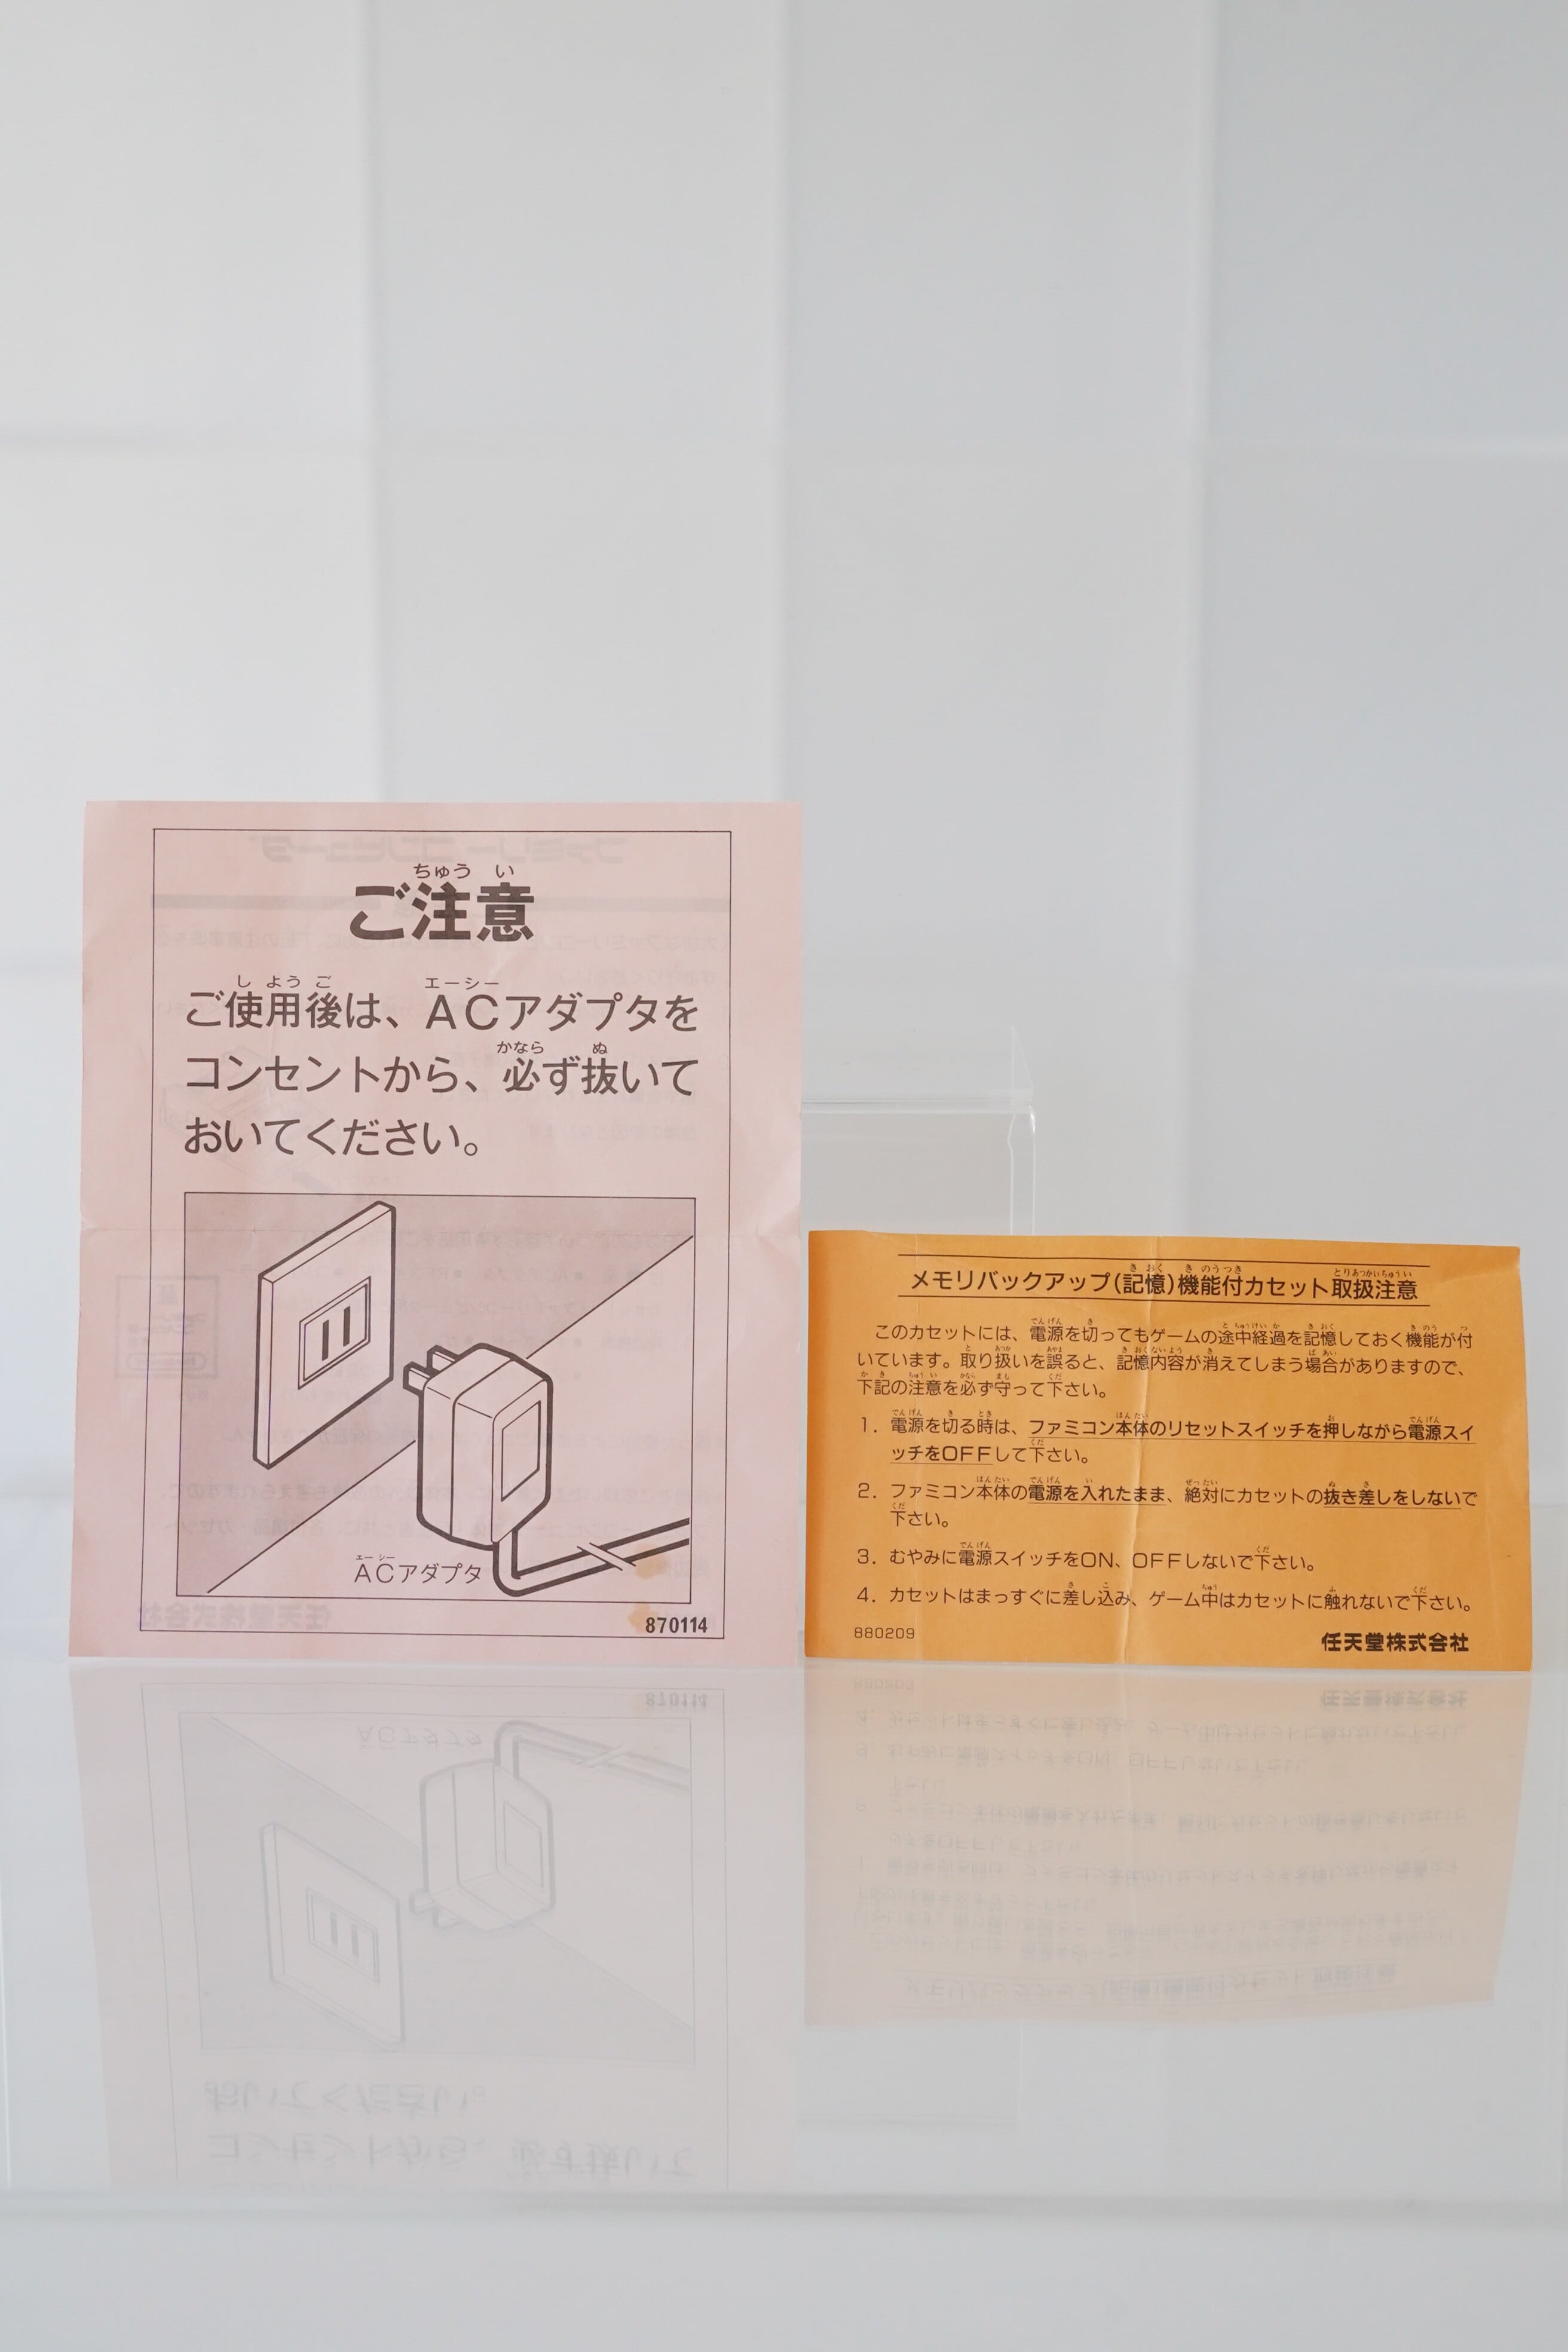 ご注意
ご使用後は、ACアダプタを
コンセントから、必ず抜いて
おいてください。
ACアダプタ
870114
メモリバックアップ(記憶)機能付カセット取扱注意
このカセットには、電源を切ってもゲームの途中経過を記憶しておく機能が付
いています。取り扱いを誤ると、記憶内容が消えてしまう場合がありますので、
下記の注意を必ず守って下さい。
1. 電源を切る時は、ファミコン本体のリセットスイッチを押しながら電源スイ
ッチをOFFして下さい。
2. ファミコン本体の電源を入れたまま、絶対にカセットの抜き差しをしないで
下さい。
3. むやみに電源スイッチをON、OFFしないで下さい。
4. カセットはまっすぐに差し込み、ゲーム中はカセットに触れないで下さい。
880209
任天堂株式会社